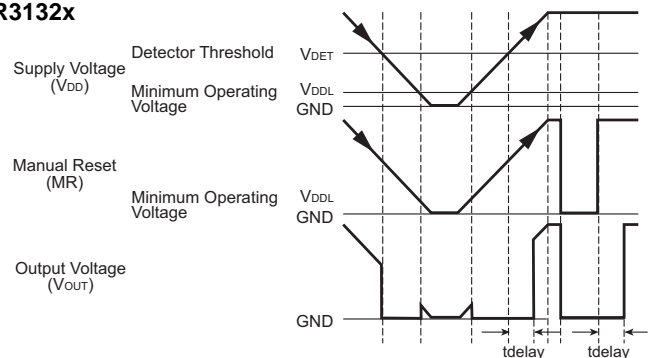 R3132x
Detector Threshold
VDET
Supply Voltage
(VDD)
Minimum Operating
Voltage
VDDL
GND
Manual Reset
(MR)
Minimum Operating
Voltage
VDDL
GND
Output Voltage
(VOUT)
GND
tdelay
tdelay